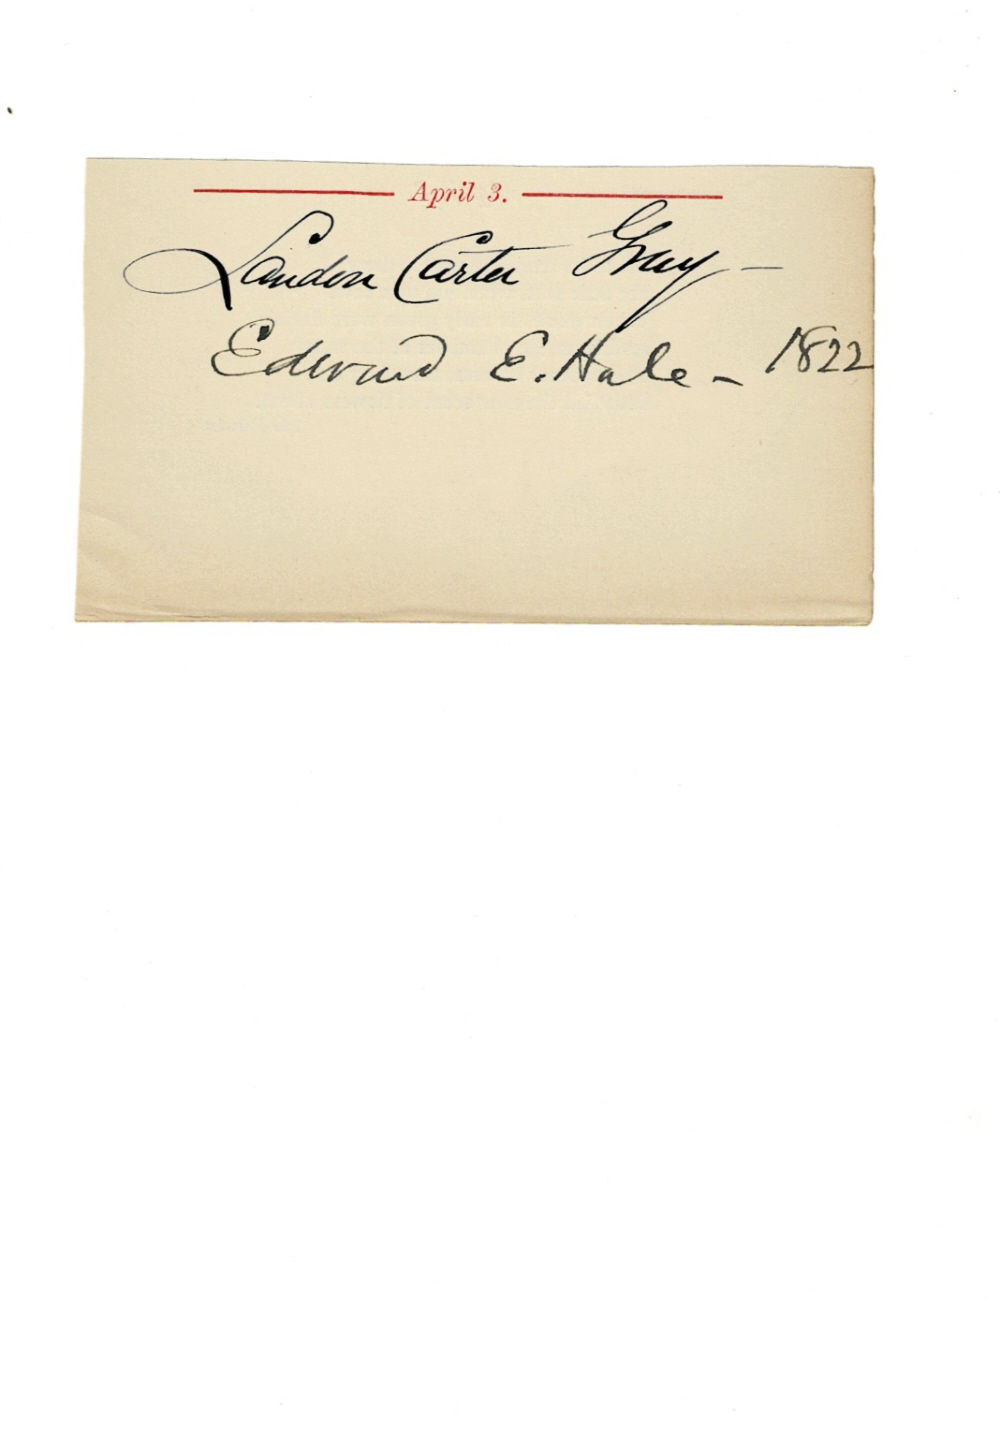 April 3.
Landon Carter Gray –
Edward E. Hale – 1822